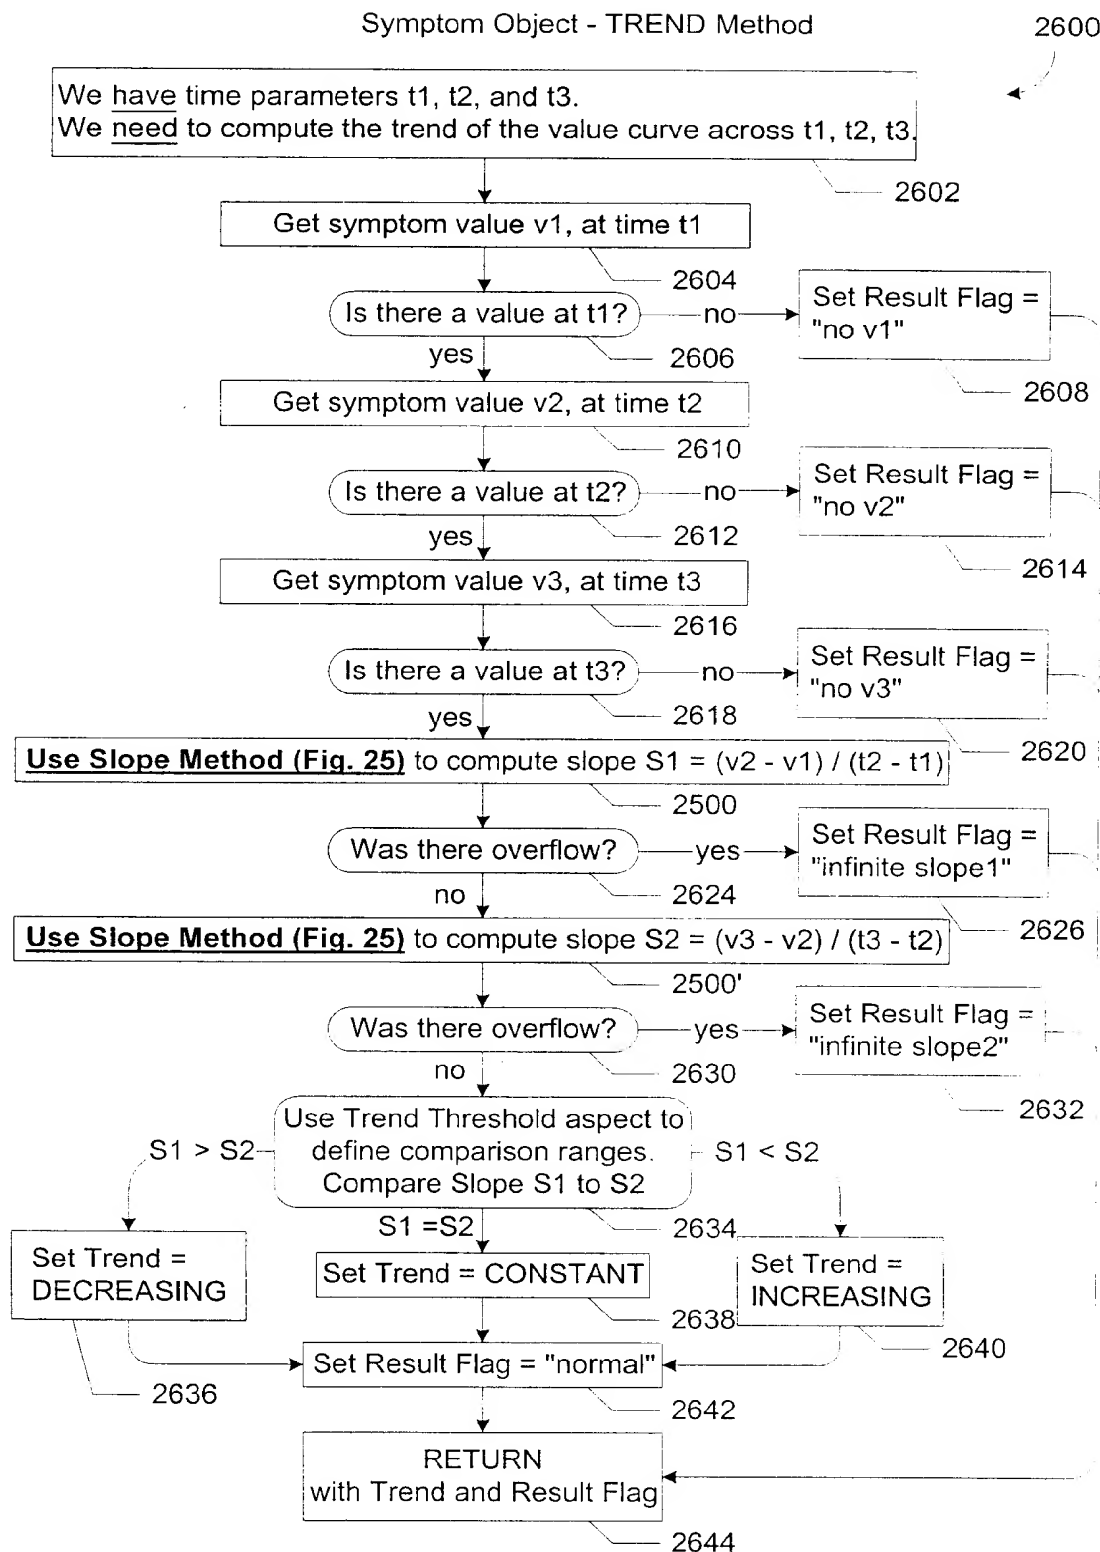 Symptom Object - TREND Method
2600
We have time parameters t1, t2, and t3.
We need to compute the trend of the value curve across t1, t2, t3.
2602
Get symptom value v1, at time t1
2604
Is there a value at t1?
no
Set Result Flag =
"no v1"
yes
2606
2608
Get symptom value v2, at time t2
2610
Is there a value at t2?
no
Set Result Flag =
"no v2"
yes
2612
2614
Get symptom value v3, at time t3
2616
Is there a value at t3?
no
Set Result Flag =
"no v3"
yes
2618
2620
Use Slope Method (Fig. 25) to compute slope S1 = (v2 - v1) / (t2 - t1)
2500
Was there overflow?
yes
Set Result Flag =
"infinite slope1"
no
2624
2626
Use Slope Method (Fig. 25) to compute slope S2 = (v3 - v2) / (t3 - t2)
2500'
Was there overflow?
yes
Set Result Flag =
"infinite slope2"
no
2630
2632
Use Trend Threshold aspect to
define comparison ranges.
Compare Slope S1 to S2
S1 > S2
S1 < S2
S1 =S2
2634
Set Trend =
DECREASING
Set Trend = CONSTANT
Set Trend =
INCREASING
2638
2640
2636
Set Result Flag = "normal"
2642
RETURN
with Trend and Result Flag
2644